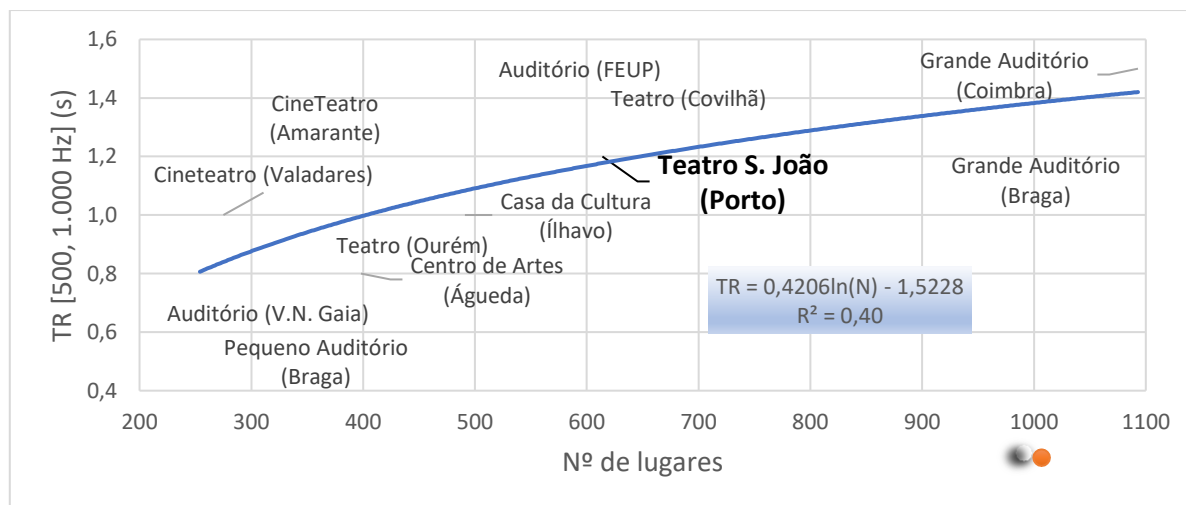 TR [500, 1.000 Hz] (s)
1,6
1,4
1,2
1,0
0,8
0,6
0,4
Auditório (FEUP)
Grande Auditório
(Coimbra)
CineTeatro
(Amarante)
Teatro (Covilhã)
Cineteatro (Valadares)
Teatro S. João
(Porto)
Grande Auditório
(Braga)
Casa da Cultura
(Ílhavo)
Teatro (Ourém)
Centro de Artes
(Águeda)
TR = 0,4206ln(N) - 1,5228
R² = 0,40
Auditório (V.N. Gaia)
Pequeno Auditório
(Braga)
200 300 400 500 600 700 800 900 1000 1100
Nº de lugares